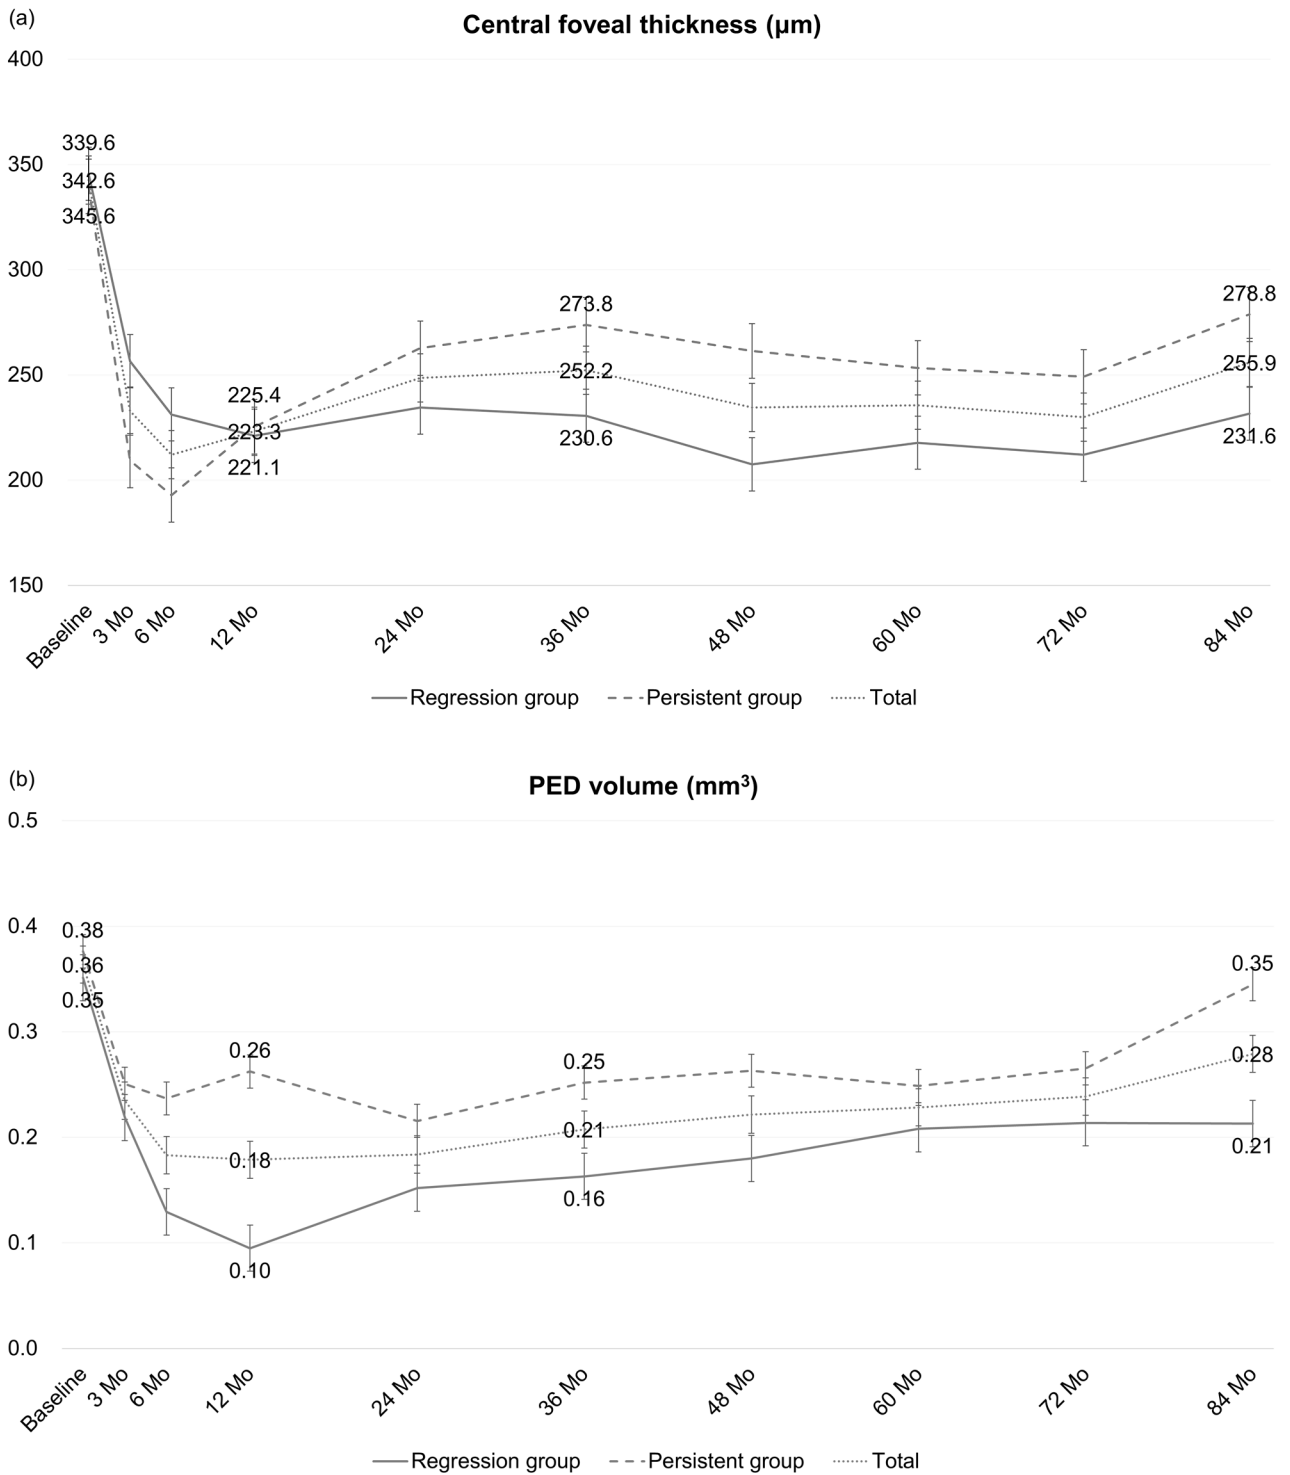 (a)
Central foveal thickness (µm)
400
350
300
250
200
150
339.6
342.6
345.6
225.4
223.3
221.1
273.8
252.2
230.6
278.8
255.9
231.6
Baseline
3 Mo
6 Mo
12 Mo
24 Mo
36 Mo
48 Mo
60 Mo
72 Mo
84 Mo
Regression group
Persistent group
Total
(b)
PED volume (mm³)
0.5
0.4
0.3
0.2
0.1
0.0
0.38
0.36
0.35
0.26
0.18
0.10
0.25
0.21
0.16
0.35
0.28
0.21
Baseline
3 Mo
6 Mo
12 Mo
24 Mo
36 Mo
48 Mo
60 Mo
72 Mo
84 Mo
Regression group
Persistent group
Total